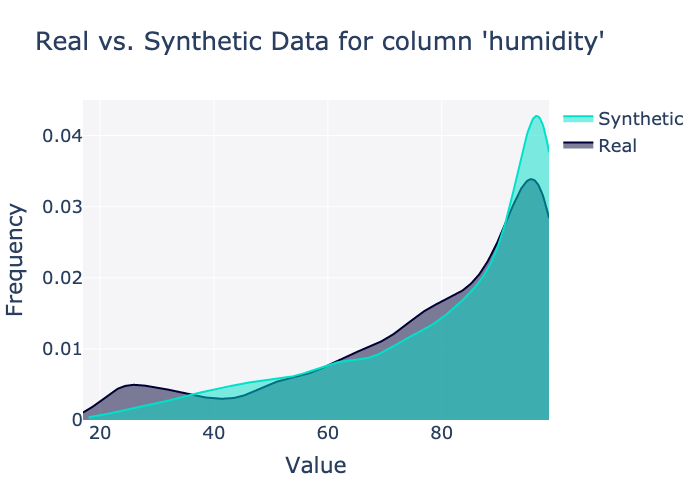 Real vs. Synthetic Data for column 'humidity'
Synthetic
Real
Frequency
0.04
0.03
0.02
0.01
0
20 40 60 80
Value